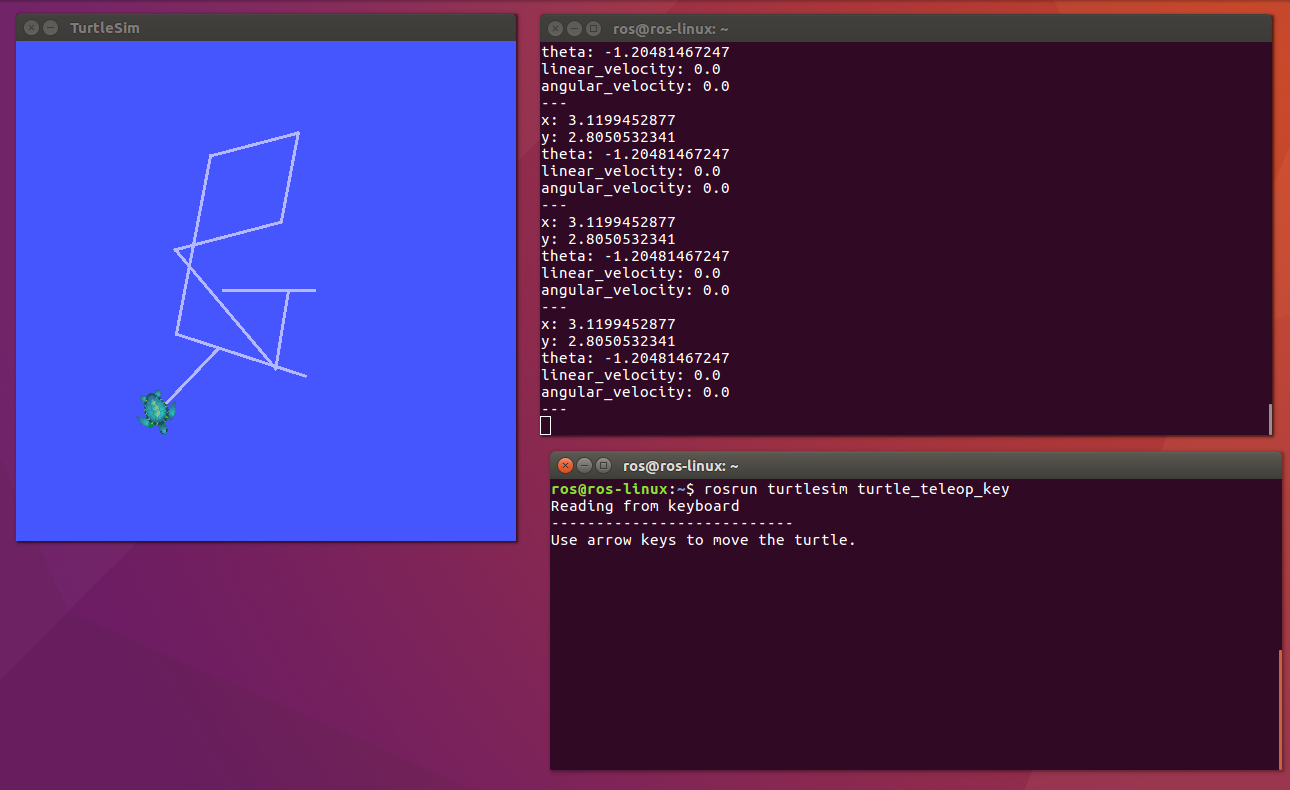 TurtleSim
ros@ros-linux: ~
theta: -1.20481467247
linear_velocity: 0.0
angular_velocity: 0.0
---
x: 3.1199452877
y: 2.8050532341
theta: -1.20481467247
linear_velocity: 0.0
angular_velocity: 0.0
---
x: 3.1199452877
y: 2.8050532341
theta: -1.20481467247
linear_velocity: 0.0
angular_velocity: 0.0
---
x: 3.1199452877
y: 2.8050532341
theta: -1.20481467247
linear_velocity: 0.0
angular_velocity: 0.0
---
ros@ros-linux: ~
ros@ros-linux:~$ rosrun turtlesim turtle_teleop_key
Reading from keyboard
---------------------------
Use arrow keys to move the turtle.